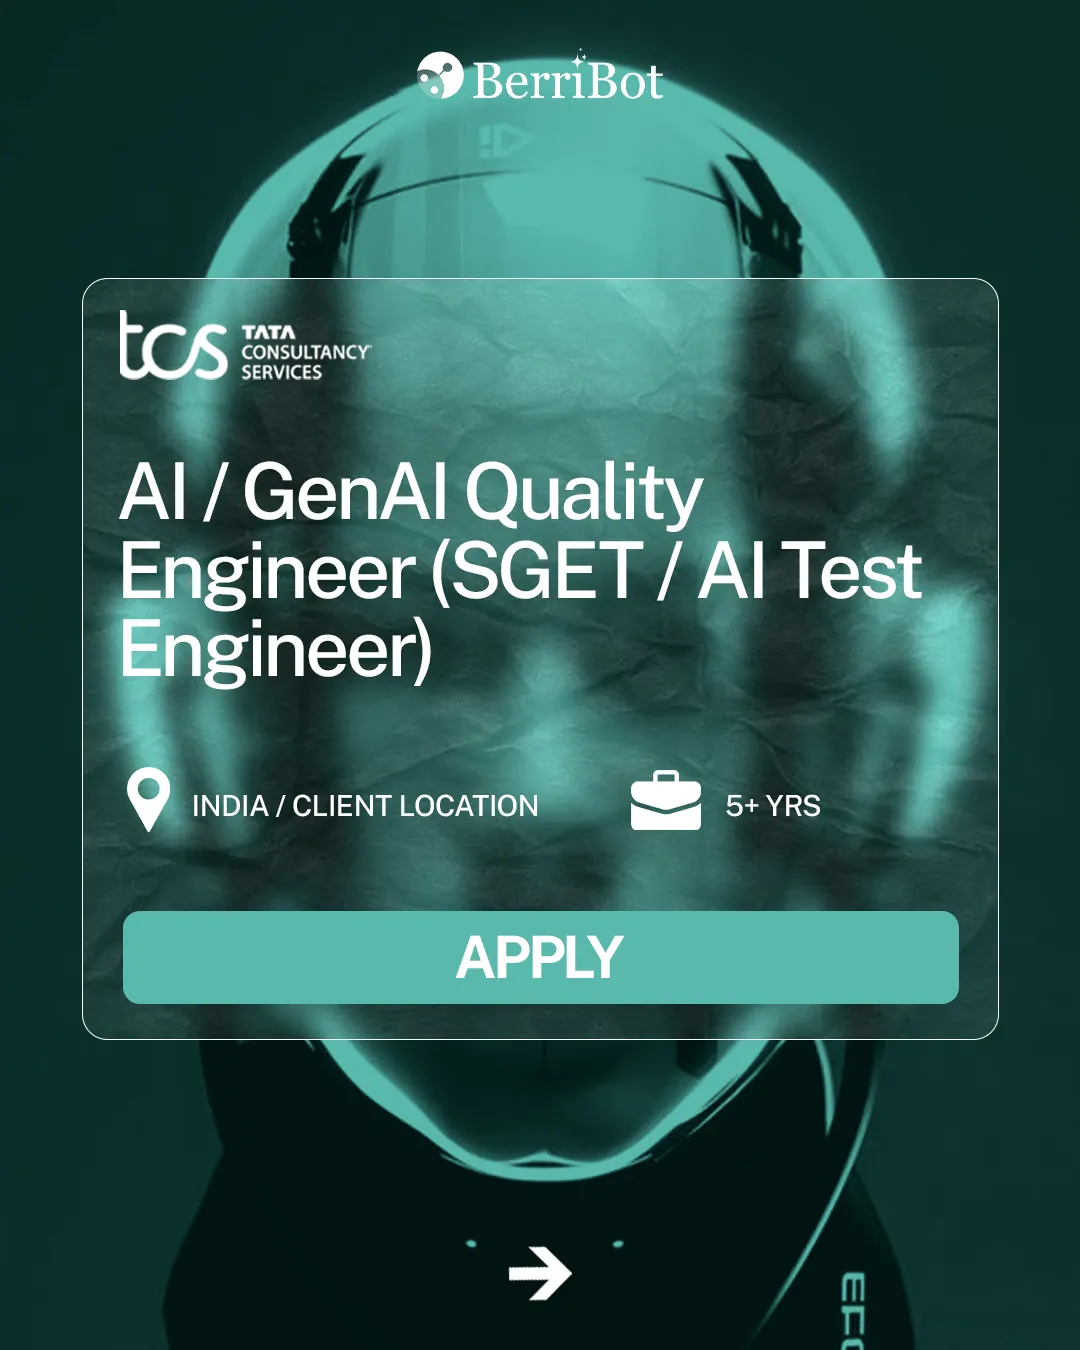 BerriBot
tcs TATA
CONSULTANCY
SERVICES
AI / GenAI Quality
Engineer (SGET / AI Test
Engineer)
INDIA / CLIENT LOCATION
5+ YRS
APPLY